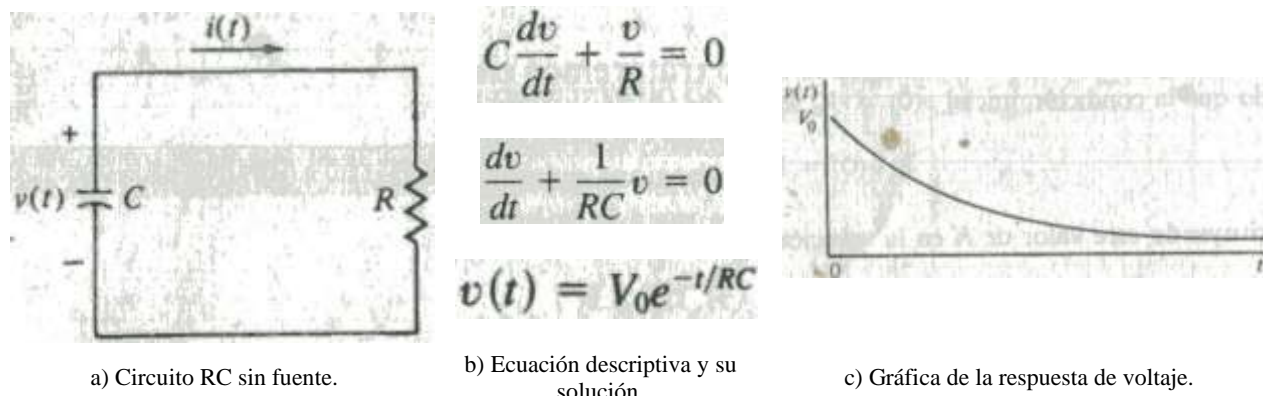 i(t)
+
v(t)
C
R
−
a) Circuito RC sin fuente.
C dv/dt + v/R = 0
dv/dt + 1/RC v = 0
v(t) = V₀e^{-t/RC}
b) Ecuación descriptiva y su
solución
v(t)
V₀
0
t
c) Gráfica de la respuesta de voltaje.